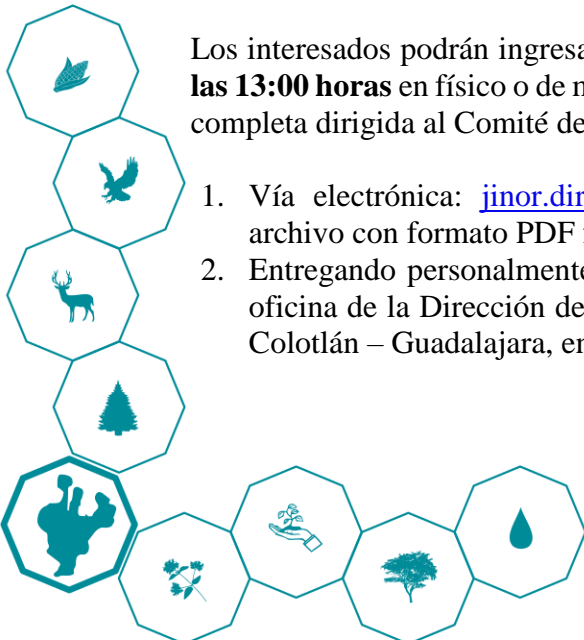 Los interesados podrán ingresa
las 13:00 horas en físico o de
completa dirigida al Comité de
1. Vía electrónica: jinor.dir
archivo con formato PDF
2. Entregando personalmente
oficina de la Dirección de
Colotlán – Guadalajara, en